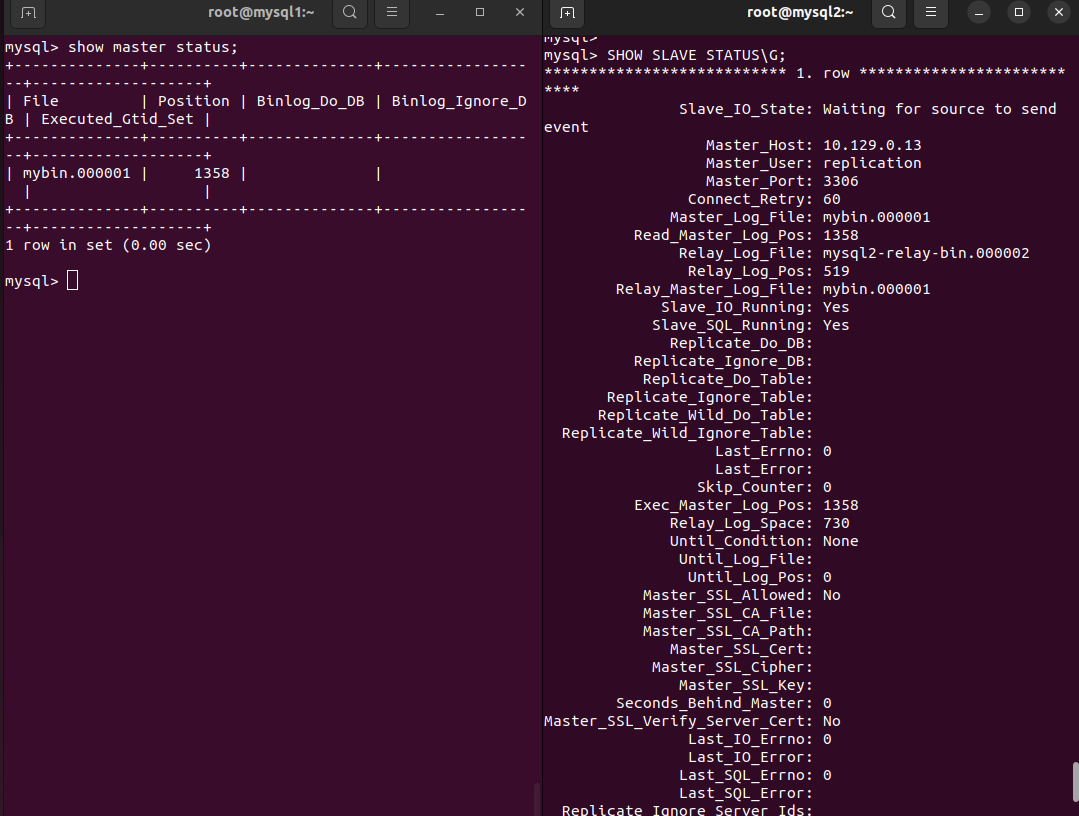 root@mysql1:~
mysql> show master status;
+--------------+----------+--------------+----------------
--+-------------------+
| File         | Position | Binlog_Do_DB | Binlog_Ignore_D
B | Executed_Gtid_Set |
+--------------+----------+--------------+----------------
--+-------------------+
| mybin.000001 |     1358 |              |
  |                   |
+--------------+----------+--------------+----------------
--+-------------------+
1 row in set (0.00 sec)
mysql>
root@mysql2:~
mysql>
mysql> SHOW SLAVE STATUS\G;
*************************** 1. row ***********************
****
Slave_IO_State: Waiting for source to send
event
Master_Host: 10.129.0.13
Master_User: replication
Master_Port: 3306
Connect_Retry: 60
Master_Log_File: mybin.000001
Read_Master_Log_Pos: 1358
Relay_Log_File: mysql2-relay-bin.000002
Relay_Log_Pos: 519
Relay_Master_Log_File: mybin.000001
Slave_IO_Running: Yes
Slave_SQL_Running: Yes
Replicate_Do_DB:
Replicate_Ignore_DB:
Replicate_Do_Table:
Replicate_Ignore_Table:
Replicate_Wild_Do_Table:
Replicate_Wild_Ignore_Table:
Last_Errno: 0
Last_Error:
Skip_Counter: 0
Exec_Master_Log_Pos: 1358
Relay_Log_Space: 730
Until_Condition: None
Until_Log_File:
Until_Log_Pos: 0
Master_SSL_Allowed: No
Master_SSL_CA_File:
Master_SSL_CA_Path:
Master_SSL_Cert:
Master_SSL_Cipher:
Master_SSL_Key:
Seconds_Behind_Master: 0
Master_SSL_Verify_Server_Cert: No
Last_IO_Errno: 0
Last_IO_Error:
Last_SQL_Errno: 0
Last_SQL_Error:
Replicate_Ignore_Server_Ids: